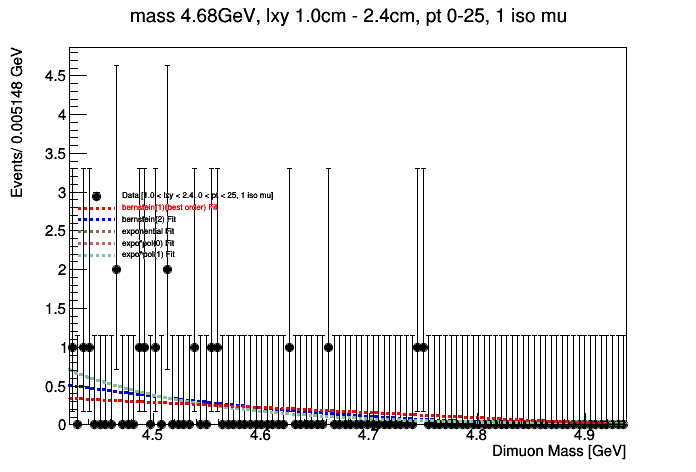 mass 4.68GeV, lxy 1.0cm - 2.4cm, pt 0-25, 1 iso mu
Events/ 0.005148 GeV
4.5
4
3.5
3
2.5
2
1.5
1
0.5
0
Data [1.0 < lxy < 2.4, 0 < pt < 25, 1 iso mu]
bernstein[1](best order) Fit
bernstein[2] Fit
exponential Fit
expo*pol(0) Fit
expo*pol(1) Fit
4.5 4.6 4.7 4.8 4.9
Dimuon Mass [GeV]